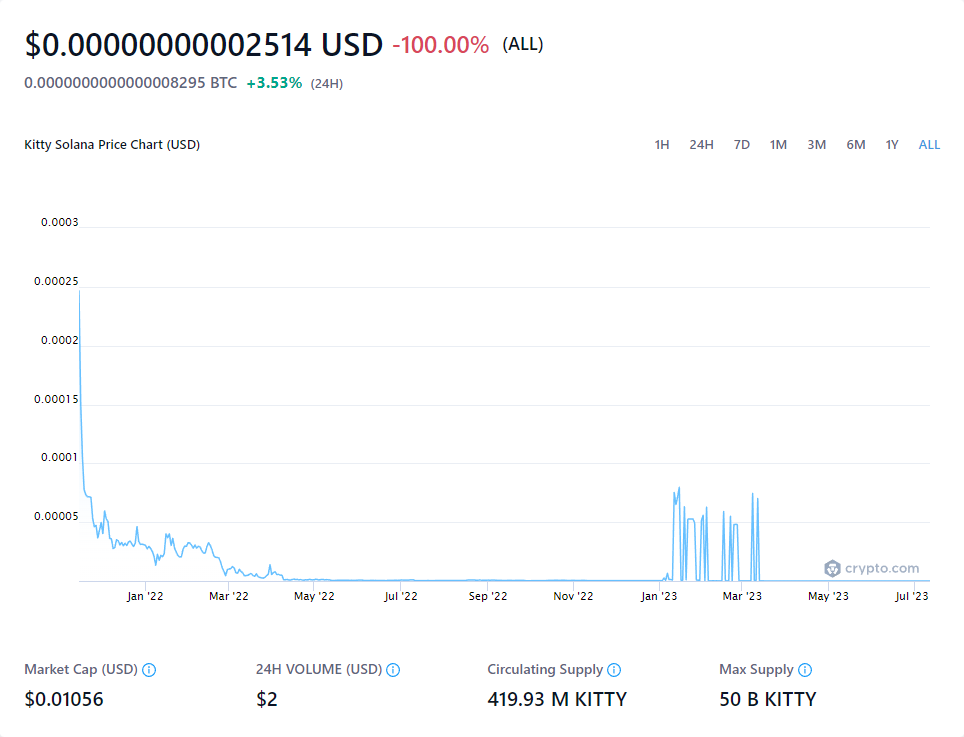 $0.00000000002514 USD -100.00% (ALL)
0.0000000000000008295 BTC +3.53% (24H)
Kitty Solana Price Chart (USD) 1H 24H 7D 1M 3M 6M 1Y ALL
0.0003
0.00025
0.0002
0.00015
0.0001
0.00005
crypto.com
Jan '22 Mar '22 May '22 Jul '22 Sep '22 Nov '22 Jan '23 Mar '23 May '23 Jul '23
Market Cap (USD) 24H VOLUME (USD) Circulating Supply Max Supply
$0.01056 $2 419.93 M KITTY 50 B KITTY